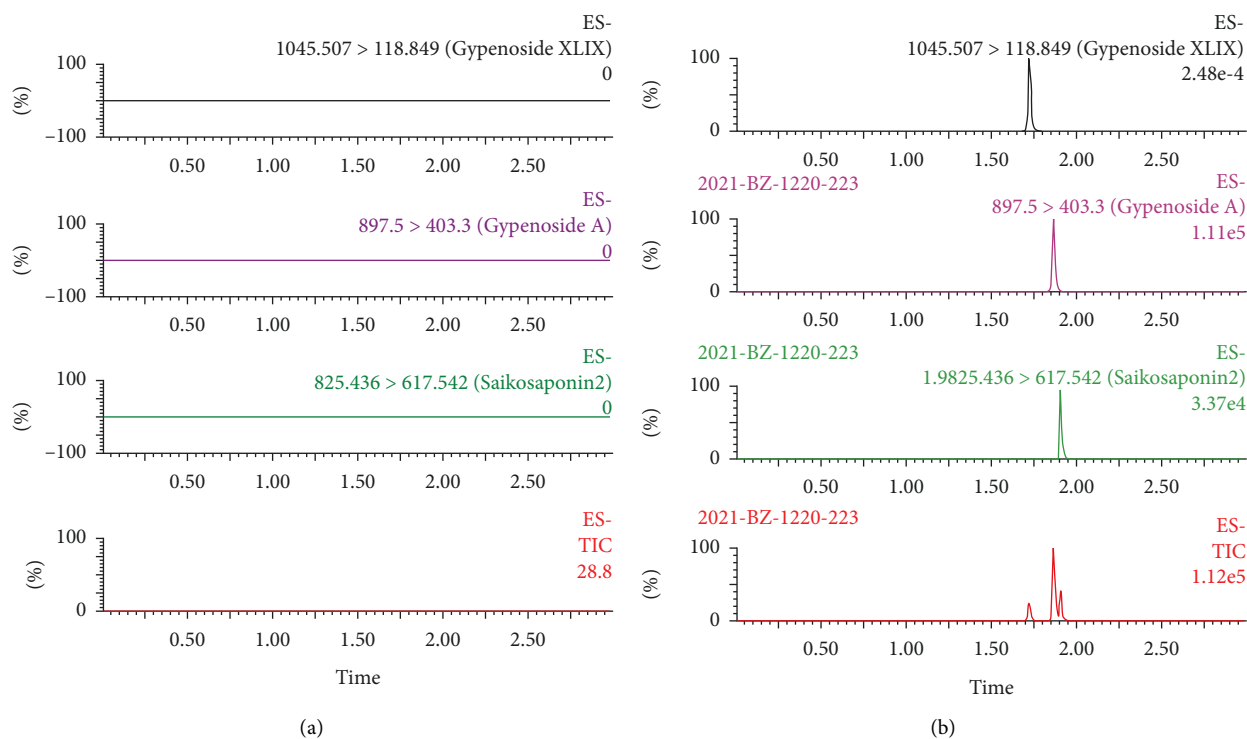 ES-
1045.507 > 118.849 (Gypenoside XLIX)
0
100
(%)
–100
0.50 1.00 1.50 2.00 2.50
ES-
897.5 > 403.3 (Gypenoside A)
0
100
(%)
–100
0.50 1.00 1.50 2.00 2.50
ES-
825.436 > 617.542 (Saikosaponin2)
0
100
(%)
–100
0.50 1.00 1.50 2.00 2.50
ES-
TIC
28.8
100
(%)
0
0.50 1.00 1.50 2.00 2.50
Time
(a)
ES-
1045.507 > 118.849 (Gypenoside XLIX)
2.48e-4
100
(%)
0
0.50 1.00 1.50 2.00 2.50
2021-BZ-1220-223
ES-
897.5 > 403.3 (Gypenoside A)
1.11e5
100
(%)
0
0.50 1.00 1.50 2.00 2.50
2021-BZ-1220-223
ES-
1.9825.436 > 617.542 (Saikosaponin2)
3.37e4
100
(%)
0
0.50 1.00 1.50 2.00 2.50
2021-BZ-1220-223
ES-
TIC
1.12e5
100
(%)
0
0.50 1.00 1.50 2.00 2.50
Time
(b)